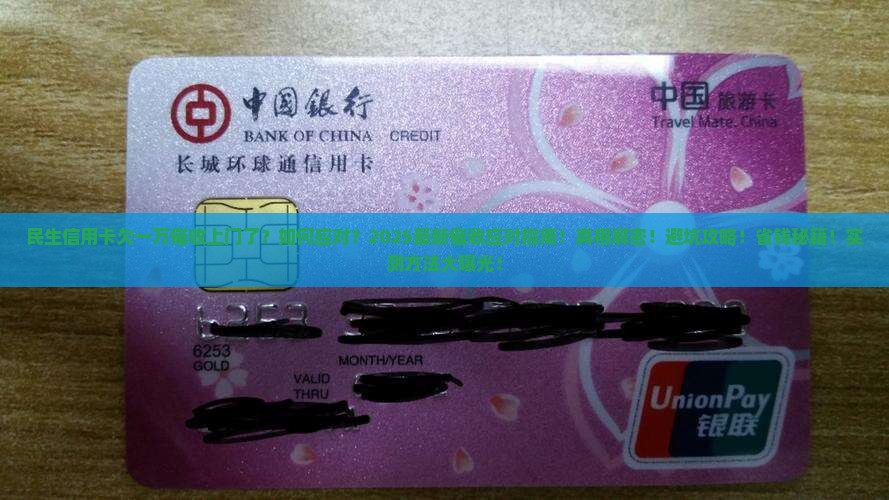 中国银行
BANK OF CHINA CREDIT
长城环球通信用卡
中国 旅游卡
Travel Mate. China
民生信用卡欠一万催收上门了？如何应对？2025最新催收应对指南！真相解密！避坑攻略！省钱秘籍！实
测方法大曝光！
6253
6253
GOLD
MONTH/YEAR
VALID
THRU
UnionPay
银联